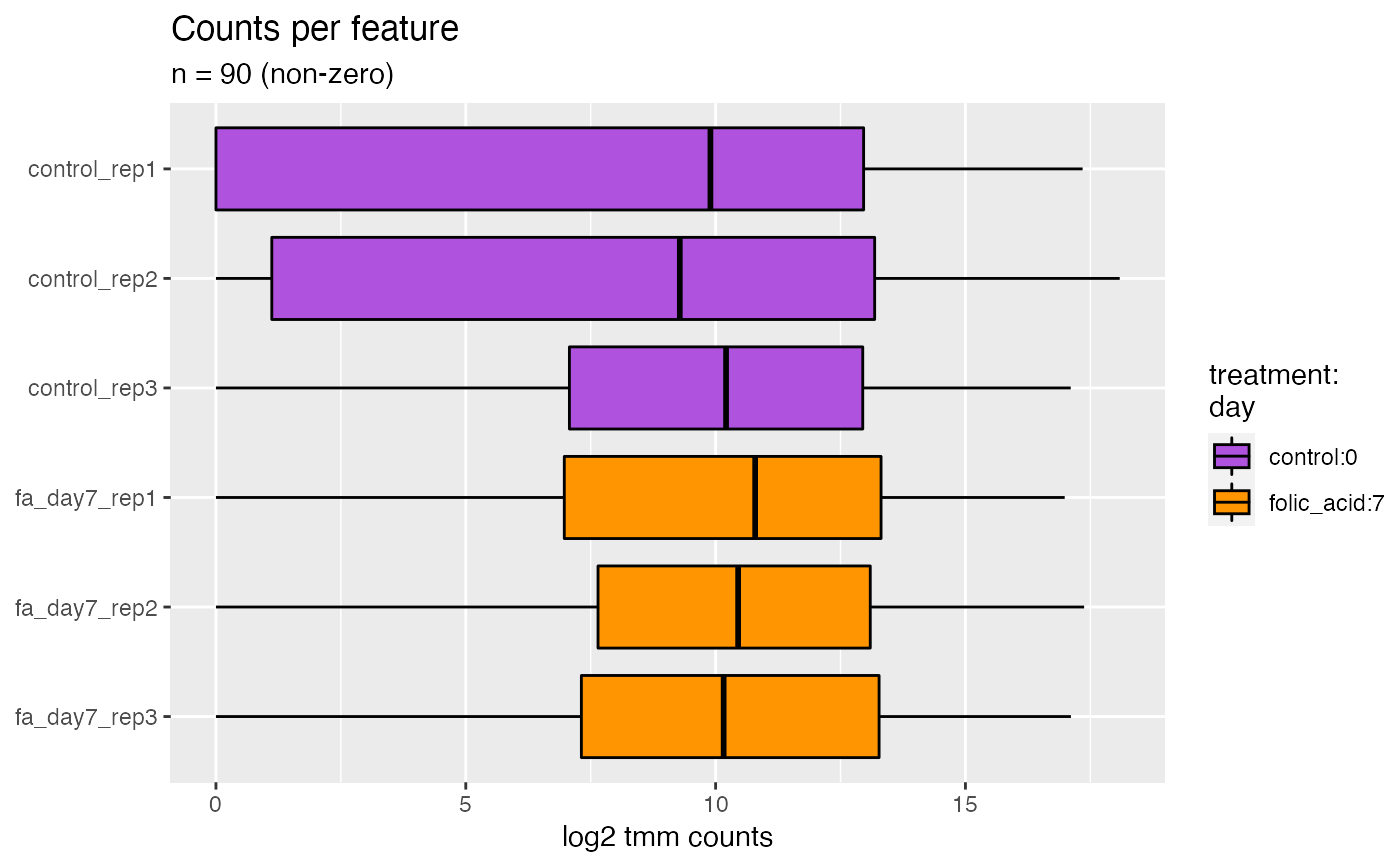 Counts per feature
n = 90 (non-zero)
control_rep1
control_rep2
control_rep3
fa_day7_rep1
fa_day7_rep2
fa_day7_rep3
0 5 10 15
log2 tmm counts
treatment:
day
control:0
folic_acid:7